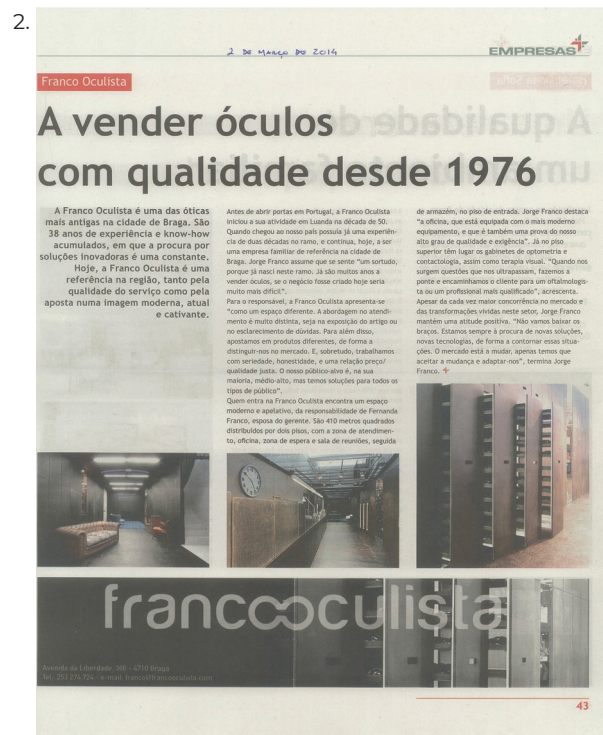 2.
2 DE MARÇO DE 2014
EMPRESAS
Franco Oculista
A vender óculos
com qualidade desde 1976
A Franco Oculista é uma das óticas
mais antigas na cidade de Braga. São
38 anos de experiência e know-how
acumulados, em que a procura por
soluções inovadoras é uma constante.
Hoje, a Franco Oculista é uma
referência na região, tanto pela
qualidade do serviço como pela
aposta numa imagem moderna, atual
e cativante.
Antes de abrir portas em Portugal, a Franco Oculista
iniciou a sua atividade em Luanda na década de 50.
Quando chegou ao nosso país possuía já uma experiên-
cia de duas décadas no ramo, e continua, hoje, a ser
uma empresa familiar de referência na cidade de
Braga. Jorge Franco assume que se sente "um sortudo,
porque já nasci neste ramo. Já são muitos anos a
vender óculos, se o negócio fosse criado hoje seria
muito mais difícil".
Para o responsável, a Franco Oculista apresenta-se
"como um espaço diferente. A abordagem no atendi-
mento é muito distinta, seja na exposição do artigo ou
no esclarecimento de dúvidas. Para além disso,
apostamos em produtos diferentes, de forma a
distinguir-nos no mercado. E, sobretudo, trabalhamos
com seriedade, honestidade, e uma relação preço/
qualidade justa. O nosso público-alvo é, na sua
maioria, médio-alto, mas temos soluções para todos os
tipos de público".
Quem entra na Franco Oculista encontra um espaço
moderno e apelativo, da responsabilidade de Fernanda
Franco, esposa do gerente. São 410 metros quadrados
distribuídos por dois pisos, com a zona de atendimen-
to, oficina, zona de espera e sala de reuniões, seguida
de armazém, no piso de entrada. Jorge Franco destaca
"a oficina, que está equipada com o mais moderno
equipamento, e que é também uma prova do nosso
alto grau de qualidade e exigência". Já no piso
superior têm lugar os gabinetes de optometria e
contactologia, assim como terapia visual. "Quando nos
surgem questões que nos ultrapassam, fazemos a
ponte e encaminhamos o cliente para um oftalmologis-
ta ou um profissional mais qualificado", acrescenta.
Apesar da cada vez maior concorrência no mercado e
das transformações vividas neste setor, Jorge Franco
mantém uma atitude positiva. "Não vamos baixar os
braços. Estamos sempre à procura de novas soluções,
novas tecnologias, de forma a contornar essas situa-
ções. O mercado está a mudar, apenas temos que
aceitar a mudança e adaptar-nos", termina Jorge
Franco.
francooculista
Avenida da Liberdade, 308 - 4710 Braga
Tel. 253 274 724 - e-mail: franco@francooculista.com
43